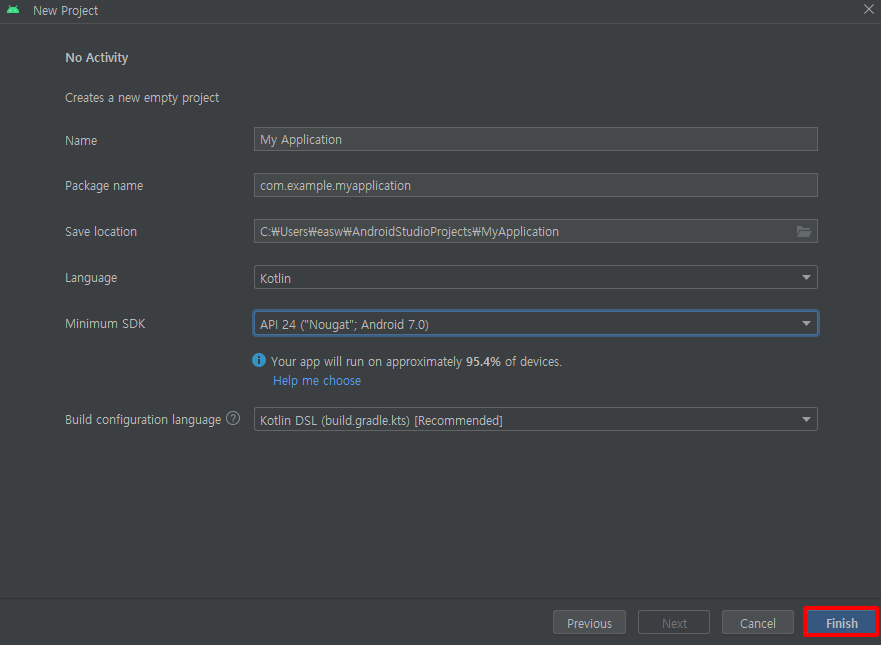 New Project
No Activity
Creates a new empty project
Name My Application
Package name com.example.myapplication
Save location C:₩Users₩easw₩AndroidStudioProjects₩MyApplication
Language Kotlin
Minimum SDK API 24 ("Nougat"; Android 7.0)
Your app will run on approximately 95.4% of devices.
Help me choose
Build configuration language ? Kotlin DSL (build.gradle.kts) [Recommended]
Previous Next Cancel Finish